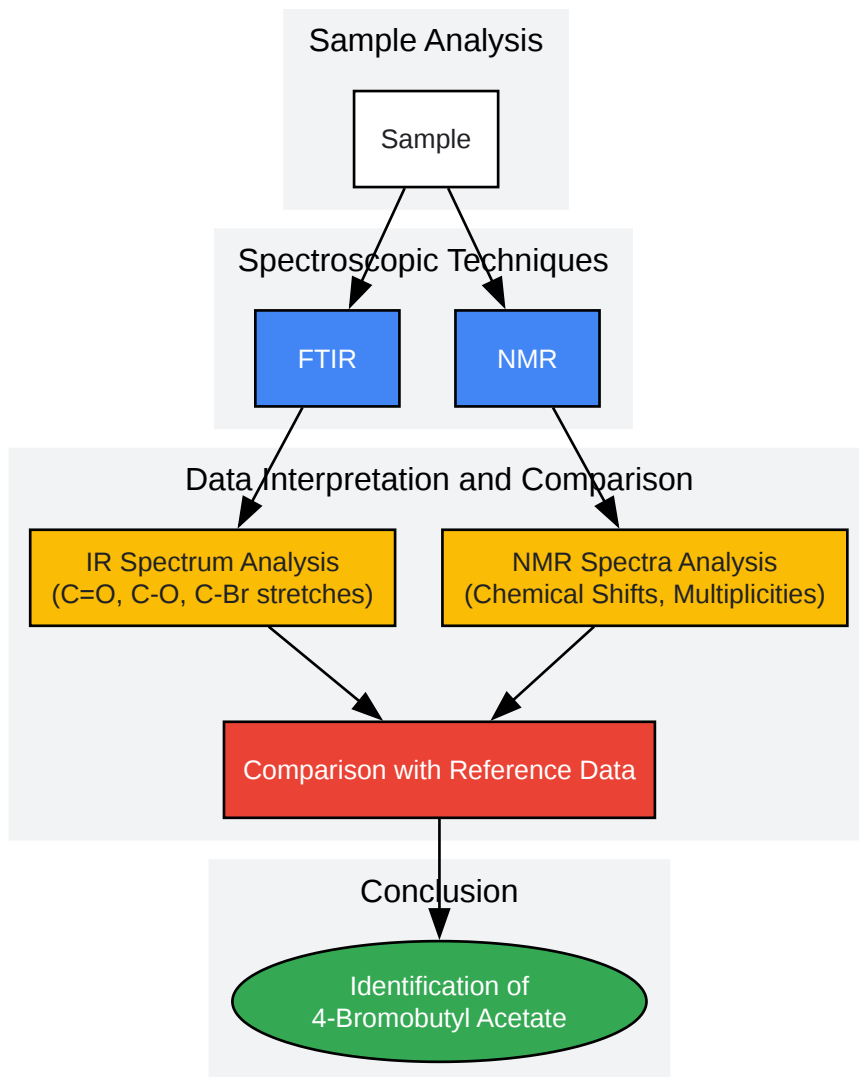 Sample Analysis
Sample
Spectroscopic Techniques
FTIR
NMR
Data Interpretation and Comparison
IR Spectrum Analysis
(C=O, C-O, C-Br stretches)
NMR Spectra Analysis
(Chemical Shifts, Multiplicities)
Comparison with Reference Data
Conclusion
Identification of
4-Bromobutyl Acetate